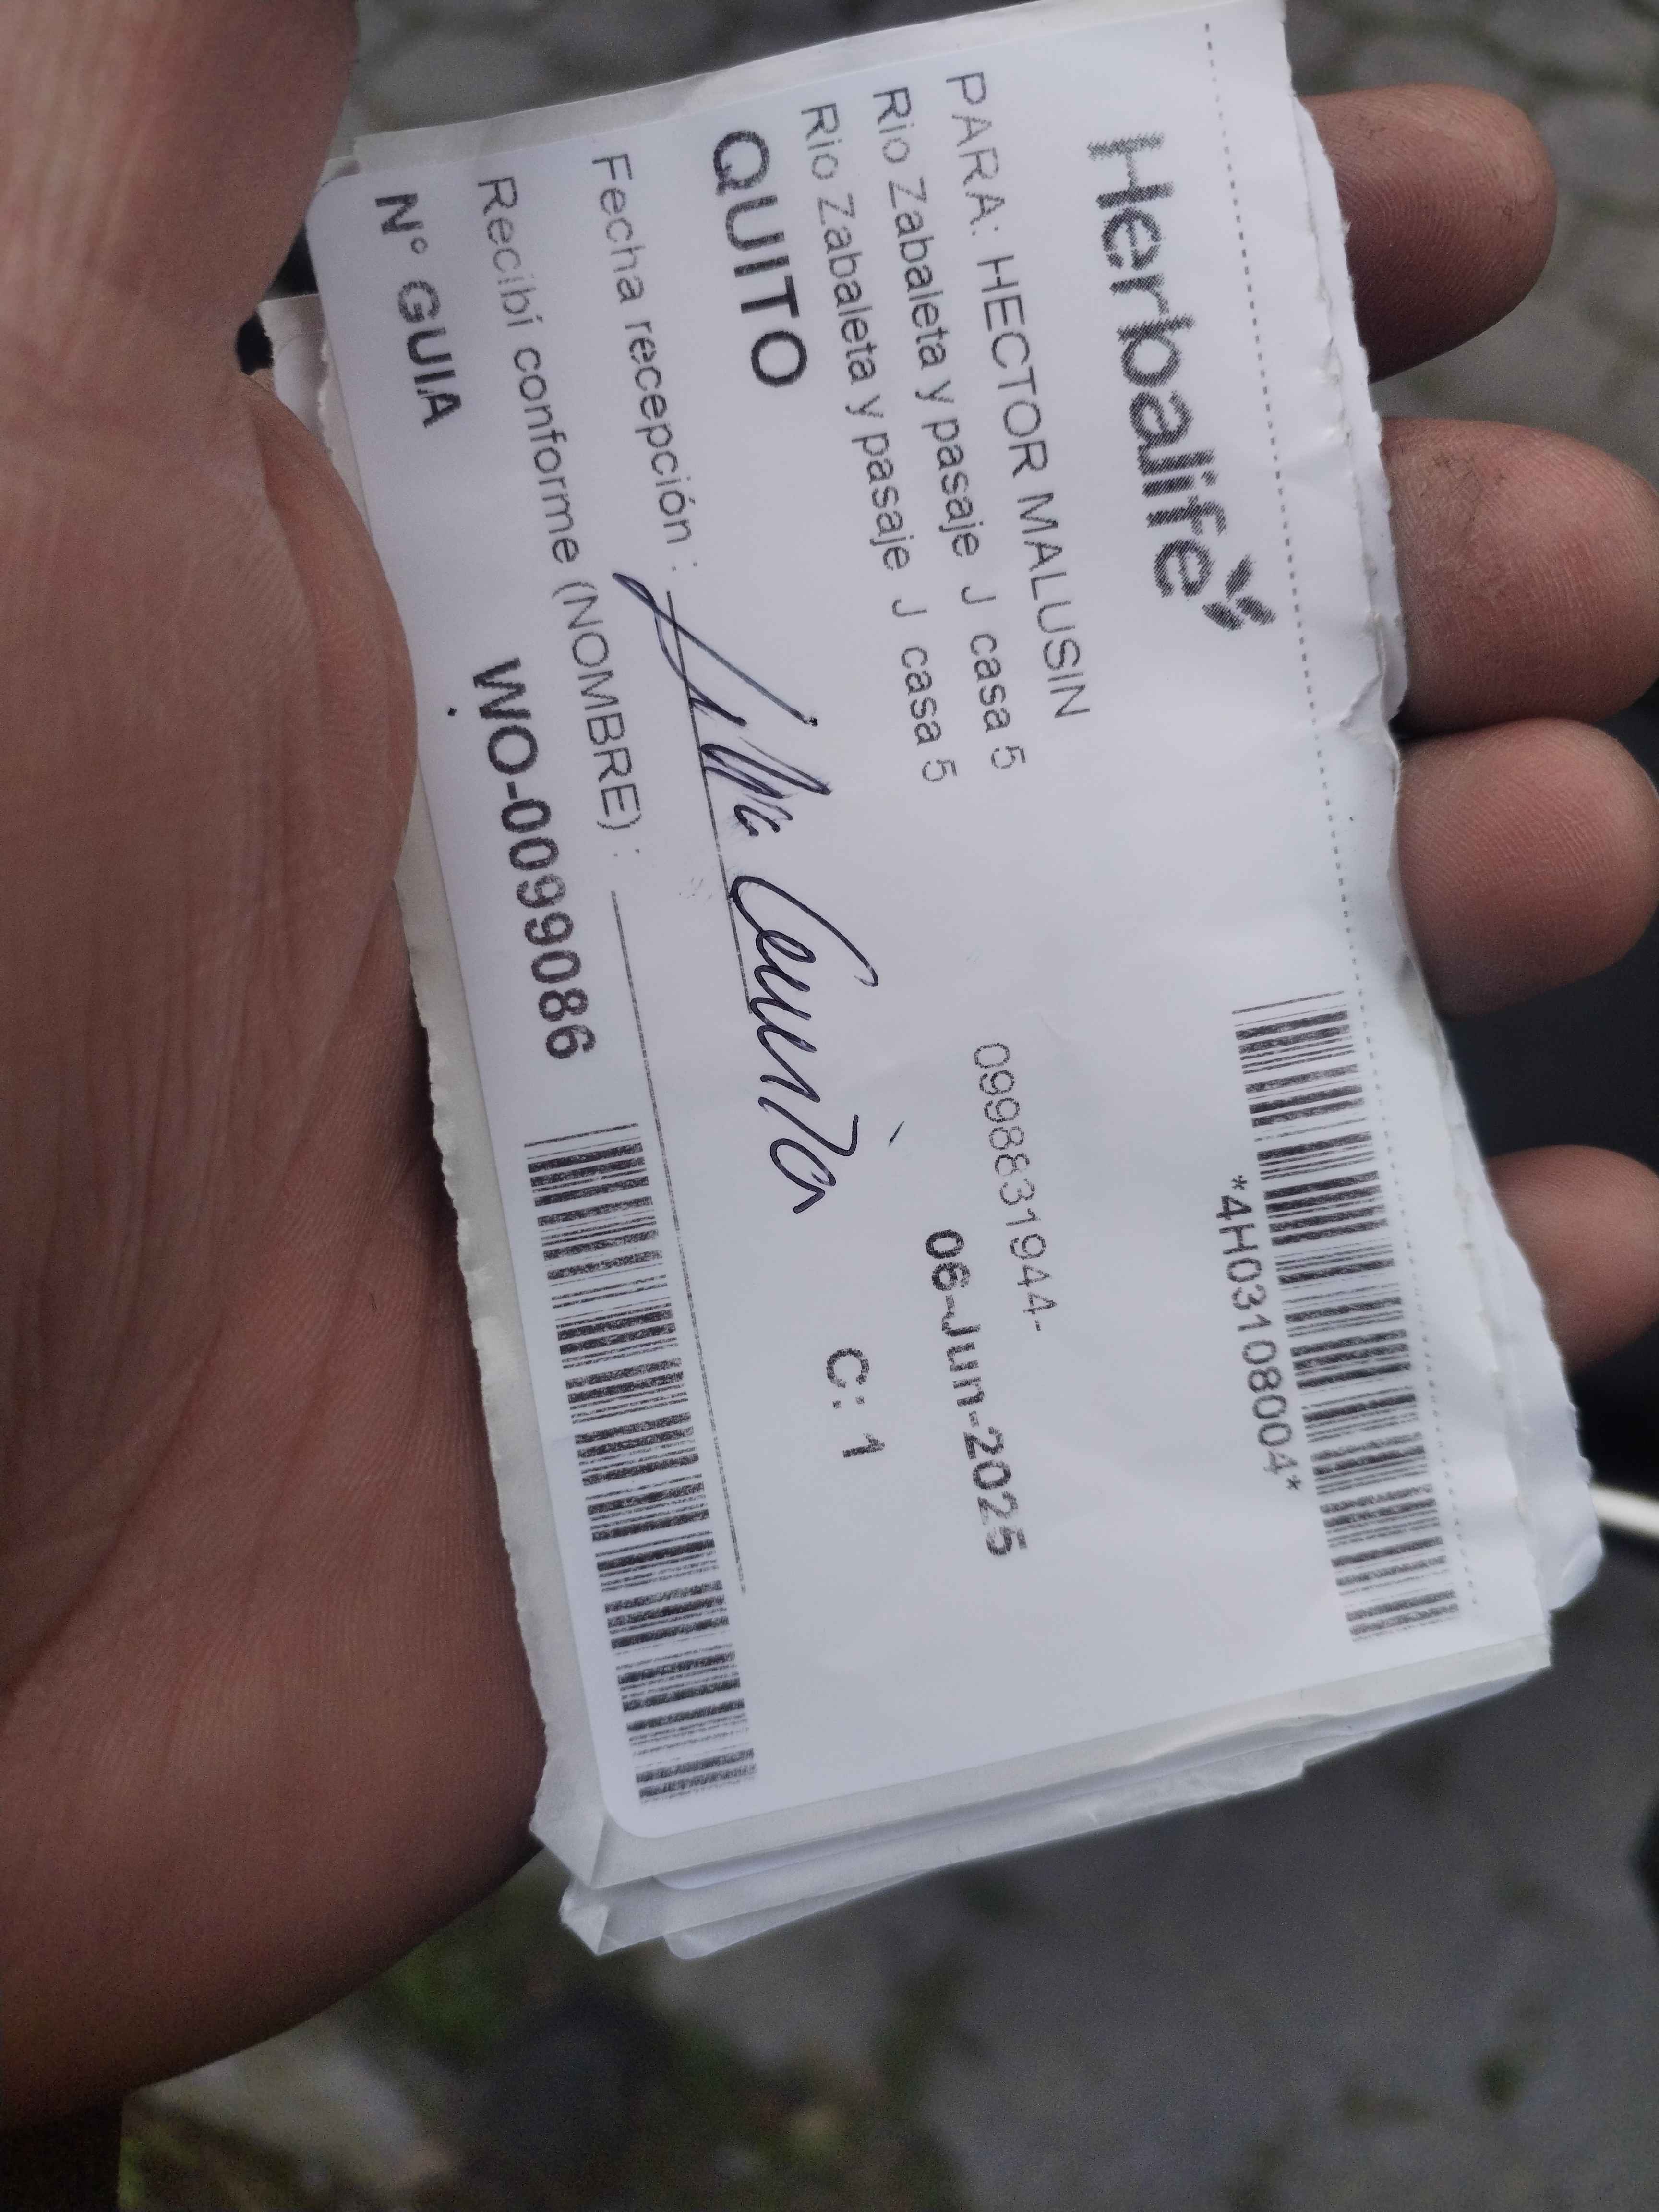 Herbalife
*4H03108004*
PARA: HECTOR MALUSIN
Rio Zabaleta y pasaje J casa 5
0998831944-
Rio Zabaleta y pasaje J casa 5
06-Jun-2025
QUITO
C: 1
Fecha recepción :
Recibí conforme (NOMBRE) :
N° GUIA WO-0099086